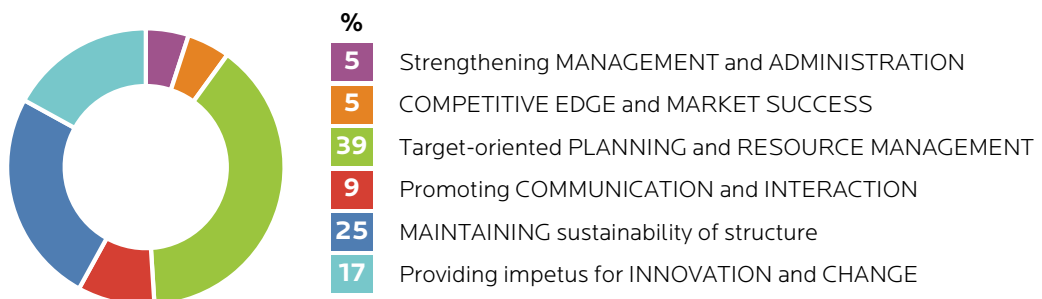 %
5 Strengthening MANAGEMENT and ADMINISTRATION
5 COMPETITIVE EDGE and MARKET SUCCESS
39 Target-oriented PLANNING and RESOURCE MANAGEMENT
9 Promoting COMMUNICATION and INTERACTION
25 MAINTAINING sustainability of structure
17 Providing impetus for INNOVATION and CHANGE